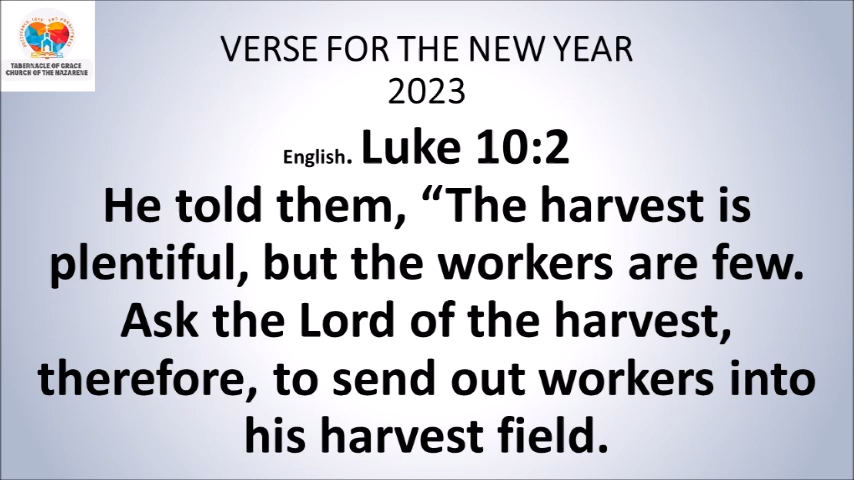 TABERNACLE OF GRACE
CHURCH OF THE NAZARENE
VERSE FOR THE NEW YEAR
2023
English. Luke 10:2
He told them, “The harvest is
plentiful, but the workers are few.
Ask the Lord of the harvest,
therefore, to send out workers into
his harvest field.